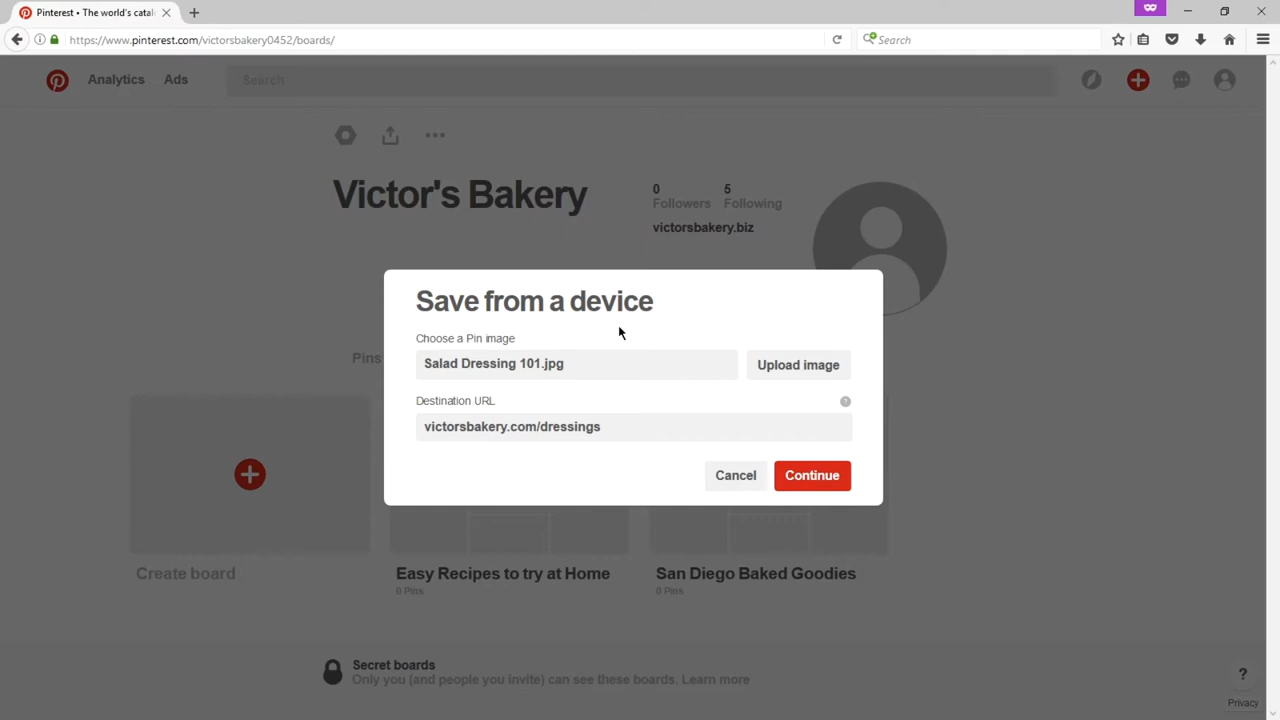 Pinterest • The world's catal
https://www.pinterest.com/victorsbakery0452/boards/
Search
Analytics
Ads
Search
Victor's Bakery
0
Followers
5
Following
victorsbakery.biz
Save from a device
Choose a Pin image
Salad Dressing 101.jpg
Upload image
Destination URL
?
victorsbakery.com/dressings
Cancel
Continue
Pins
Create board
Easy Recipes to try at Home
0 Pins
San Diego Baked Goodies
0 Pins
Secret boards
Only you (and people you invite) can see these boards. Learn more
?
Privacy